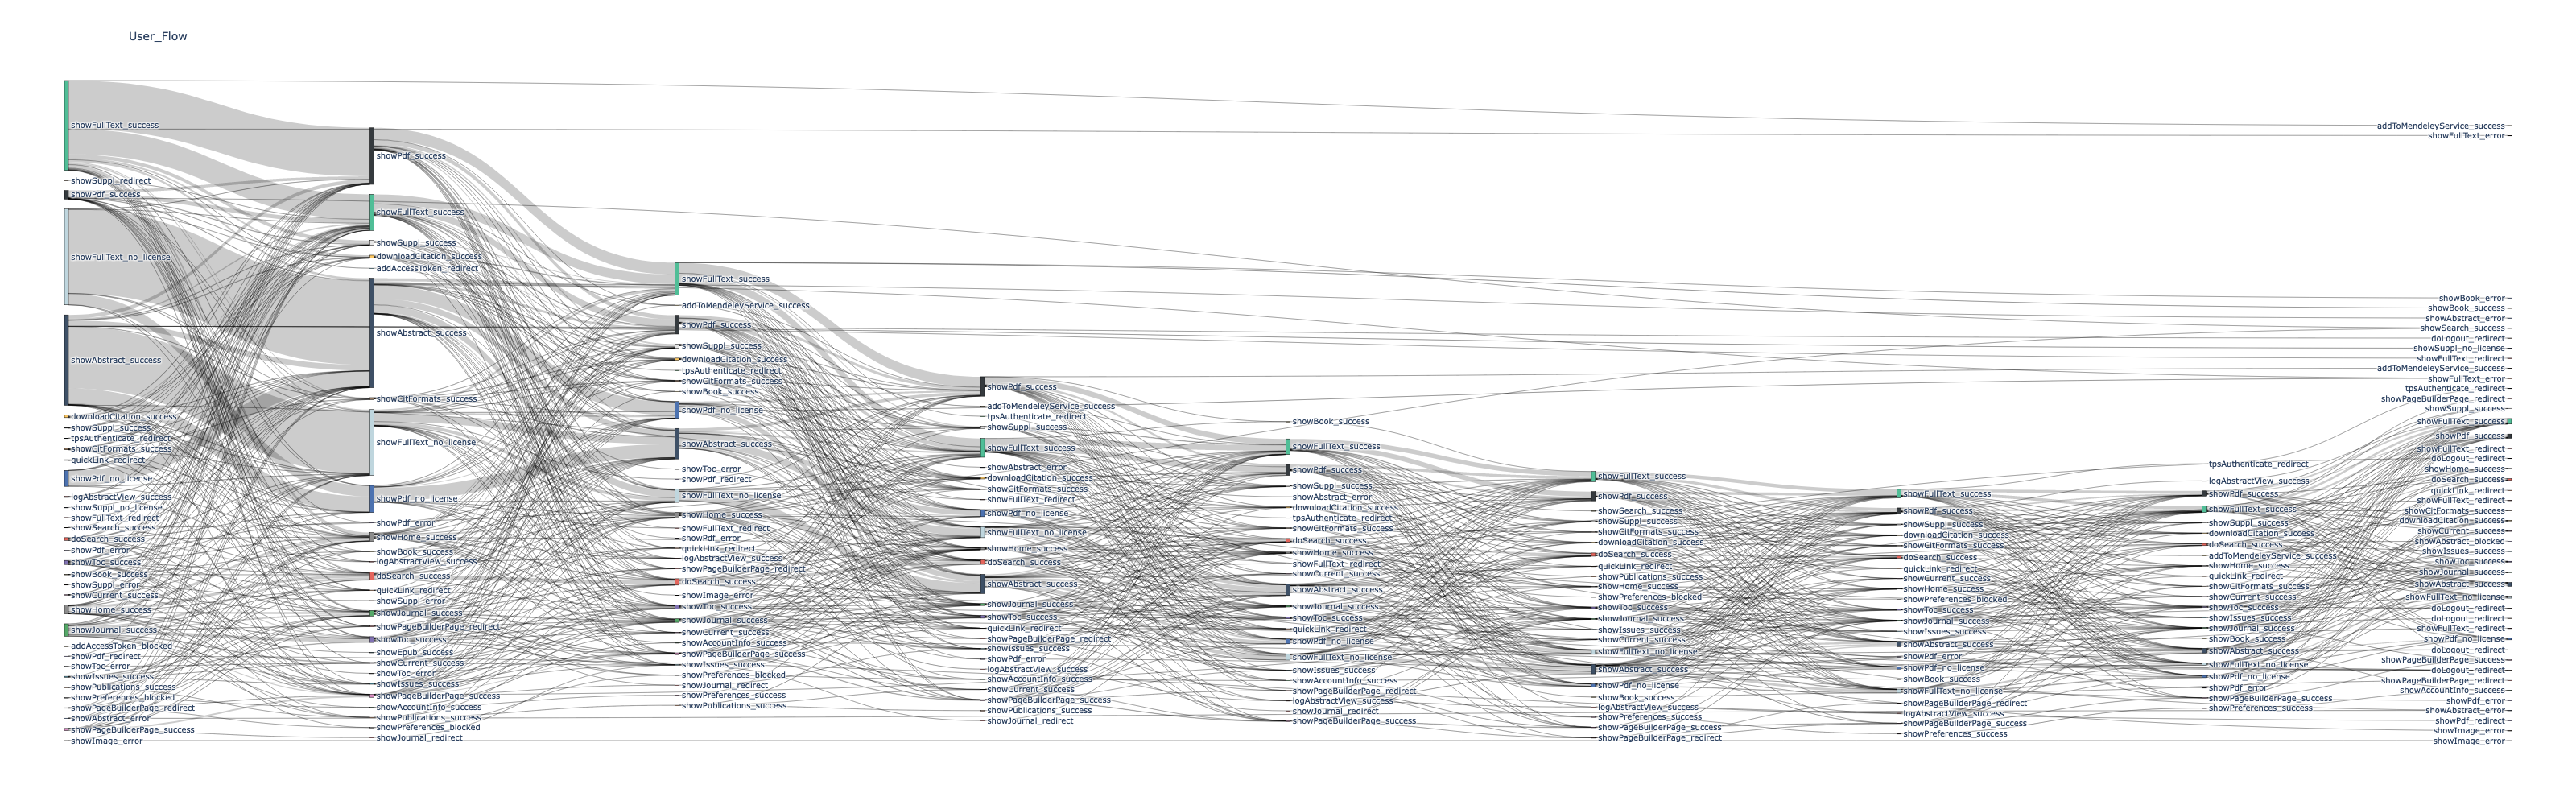 User_Flow
showFullText_success
showSuppl_redirect
showPdf_success
showFullText_no_license
showAbstract_success
downloadCitation_success
showSuppl_success
tpsAuthenticate_redirect
showCitFormats_success
quickLink_redirect
showPdf_no_license
logAbstractView_success
showSuppl_no_license
showFullText_redirect
showSearch_success
doSearch_success
showPdf_error
showToc_success
showBook_success
showSuppl_error
showCurrent_success
showHome_success
showJournal_success
addAccessToken_blocked
showPdf_redirect
showToc_error
showIssues_success
showPublications_success
showPreferences_blocked
showPageBuilderPage_redirect
showAbstract_error
showPageBuilderPage_success
showImage_error
showPdf_success
showFullText_success
showSuppl_success
downloadCitation_success
addAccessToken_redirect
showAbstract_success
showCitFormats_success
showFullText_no_license
showPdf_no_license
showPdf_error
showHome_success
showBook_success
logAbstractView_success
doSearch_success
quickLink_redirect
showSuppl_error
showJournal_success
showPageBuilderPage_redirect
showToc_success
showEpub_success
showCurrent_success
showToc_error
showIssues_success
showPageBuilderPage_success
showAccountInfo_success
showPublications_success
showPreferences_blocked
showJournal_redirect
showFullText_success
addToMendeleyService_success
showPdf_success
showSuppl_success
downloadCitation_success
tpsAuthenticate_redirect
showCitFormats_success
showBook_success
showPdf_no_license
showAbstract_success
showToc_error
showPdf_redirect
showFullText_no_license
showHome_success
showFullText_redirect
showPdf_error
quickLink_redirect
logAbstractView_success
showPageBuilderPage_redirect
doSearch_success
showImage_error
showToc_success
showJournal_success
showCurrent_success
showAccountInfo_success
showPageBuilderPage_success
showIssues_success
showPreferences_blocked
showJournal_redirect
showPreferences_success
showPublications_success
showPdf_success
addToMendeleyService_success
tpsAuthenticate_redirect
showSuppl_success
showFullText_success
showAbstract_error
downloadCitation_success
showCitFormats_success
showFullText_redirect
showPdf_no_license
showFullText_no_license
showHome_success
doSearch_success
showAbstract_success
showJournal_success
showToc_success
quickLink_redirect
showPageBuilderPage_redirect
showIssues_success
showPdf_error
logAbstractView_success
showAccountInfo_success
showCurrent_success
showPageBuilderPage_success
showPublications_success
showJournal_redirect
showBook_success
showFullText_success
showPdf_success
showSuppl_success
showAbstract_error
downloadCitation_success
tpsAuthenticate_redirect
showCitFormats_success
doSearch_success
showHome_success
showFullText_redirect
showCurrent_success
showAbstract_success
showJournal_success
showToc_success
quickLink_redirect
showPdf_no_license
showFullText_no_license
showIssues_success
showAccountInfo_success
showPageBuilderPage_redirect
logAbstractView_success
showJournal_redirect
showPageBuilderPage_success
showFullText_success
showPdf_success
showSearch_success
showSuppl_success
showCitFormats_success
downloadCitation_success
doSearch_success
quickLink_redirect
showPublications_success
showHome_success
showPreferences_blocked
showToc_success
showJournal_success
showIssues_success
showCurrent_success
showFullText_no_license
showAbstract_success
showPdf_no_license
showBook_success
logAbstractView_success
showPreferences_success
showPageBuilderPage_success
showPageBuilderPage_redirect
showFullText_success
showPdf_success
showSuppl_success
downloadCitation_success
showCitFormats_success
doSearch_success
quickLink_redirect
showCurrent_success
showHome_success
showPreferences_blocked
showToc_success
showJournal_success
showIssues_success
showAbstract_success
showPdf_error
showPdf_no_license
showBook_success
showFullText_no_license
showPageBuilderPage_redirect
logAbstractView_success
showPageBuilderPage_success
showPreferences_success
tpsAuthenticate_redirect
logAbstractView_success
showPdf_success
showFullText_success
showSuppl_success
downloadCitation_success
doSearch_success
addToMendeleyService_success
showHome_success
quickLink_redirect
showCitFormats_success
showCurrent_success
showToc_success
showIssues_success
showJournal_success
showBook_success
showAbstract_success
showFullText_no_license
showPdf_no_license
showPdf_error
showPageBuilderPage_success
showPreferences_success
addToMendeleyService_success
showFullText_error
showBook_error
showBook_success
showAbstract_error
showSearch_success
doLogout_redirect
showSuppl_no_license
showFullText_redirect
addToMendeleyService_success
showFullText_error
tpsAuthenticate_redirect
showPageBuilderPage_redirect
showSuppl_success
showFullText_success
showPdf_success
showFullText_redirect
doLogout_redirect
showHome_success
doSearch_success
quickLink_redirect
showFullText_redirect
showCitFormats_success
downloadCitation_success
showCurrent_success
showAbstract_blocked
showIssues_success
showToc_success
showJournal_success
showAbstract_success
showFullText_no_license
doLogout_redirect
doLogout_redirect
showFullText_redirect
showPdf_no_license
doLogout_redirect
showPageBuilderPage_success
doLogout_redirect
showPageBuilderPage_redirect
showAccountInfo_success
showPdf_error
showAbstract_error
showPdf_redirect
showImage_error
showImage_error